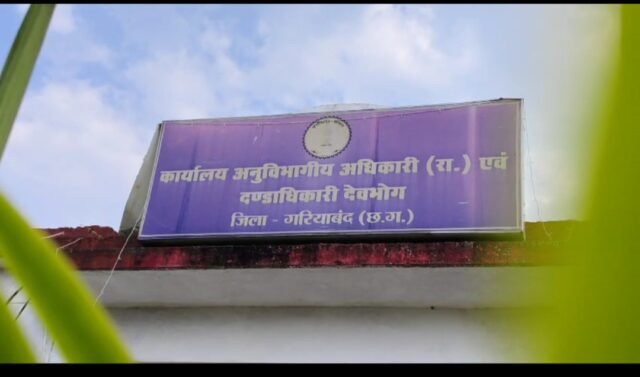 कार्यालय अनुविभागीय अधिकारी (रा.) एवं
दण्डाधिकारी देवभोग
जिला - गरियाबंद (छ.ग.)